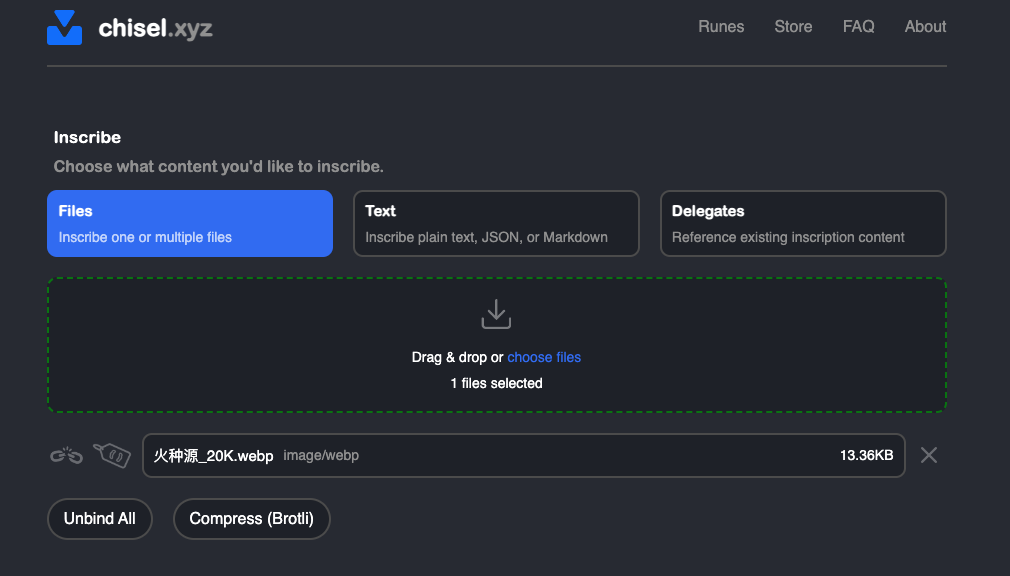 chisel.xyz
Runes Store FAQ About
Inscribe
Choose what content you'd like to inscribe.
Files
Inscribe one or multiple files
Text
Inscribe plain text, JSON, or Markdown
Delegates
Reference existing inscription content
Drag & drop or choose files
1 files selected
火种源_20K.webp image/webp 13.36KB
Unbind All Compress (Brotli)